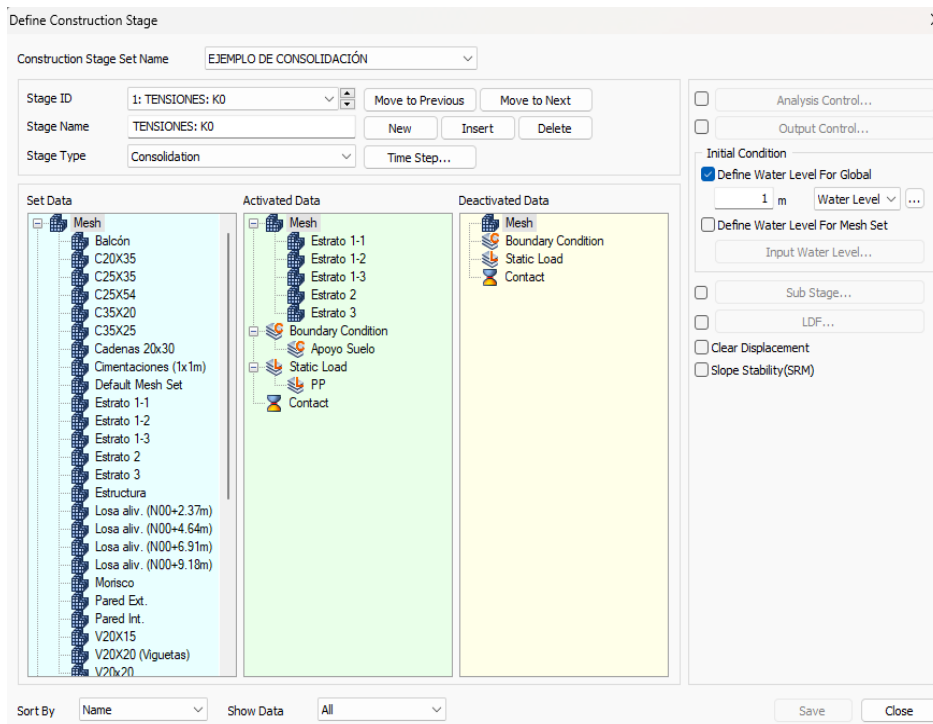 Define Construction Stage
Construction Stage Set Name EJEMPLO DE CONSOLIDACIÓN
Stage ID 1: TENSIONES: K0 Move to Previous Move to Next
Stage Name TENSIONES: K0 New Insert Delete
Stage Type Consolidation Time Step...
Set Data
Mesh
Balcón
C20X35
C25X35
C25X54
C35X20
C35X25
Cadenas 20x30
Cimentaciones (1x1m)
Default Mesh Set
Estrato 1-1
Estrato 1-2
Estrato 1-3
Estrato 2
Estrato 3
Estructura
Losa aliv. (N00+2.37m)
Losa aliv. (N00+4.64m)
Losa aliv. (N00+6.91m)
Losa aliv. (N00+9.18m)
Morisco
Pared Ext.
Pared Int.
V20X15
V20X20 (Viguetas)
V20x20
Activated Data
Mesh
Estrato 1-1
Estrato 1-2
Estrato 1-3
Estrato 2
Estrato 3
Boundary Condition
Apoyo Suelo
Static Load
PP
Contact
Deactivated Data
Mesh
Boundary Condition
Static Load
Contact
Analysis Control...
Output Control...
Initial Condition
Define Water Level For Global
1 m Water Level ...
Define Water Level For Mesh Set
Input Water Level...
Sub Stage...
LDF...
Clear Displacement
Slope Stability(SRM)
Sort By Name Show Data All Save Close